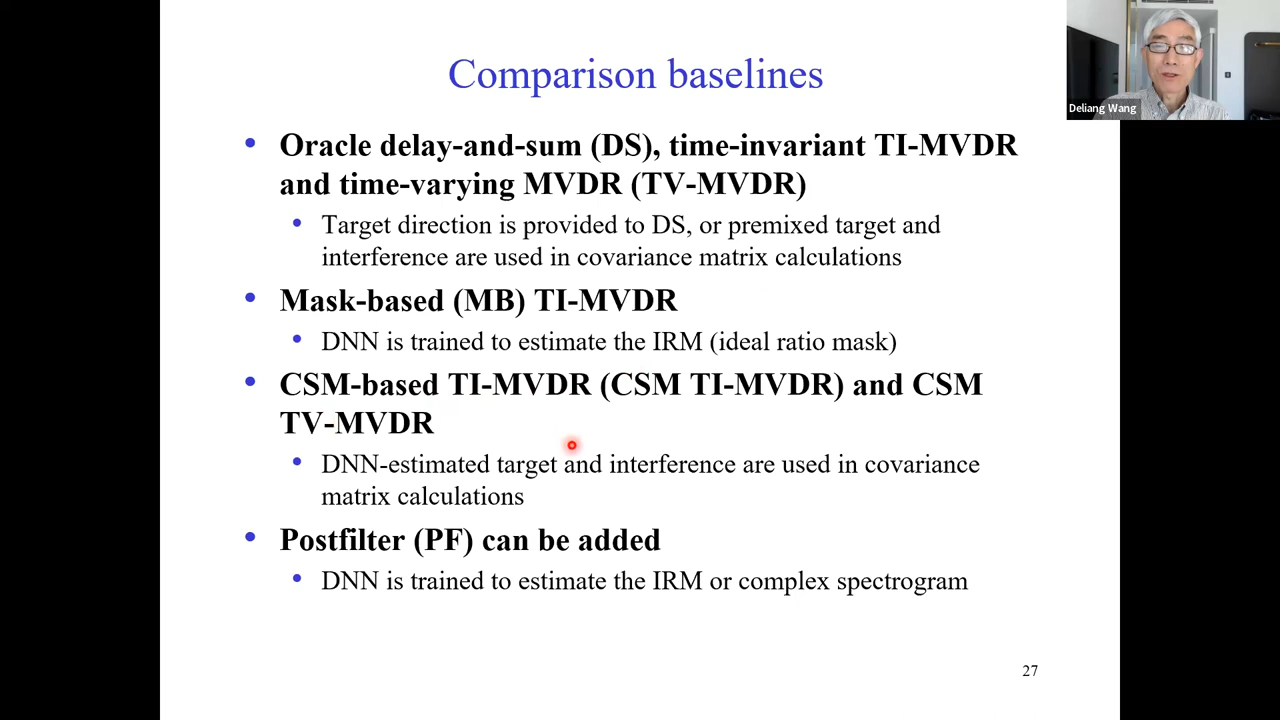 Comparison baselines
Deliang Wang
• Oracle delay-and-sum (DS), time-invariant TI-MVDR
and time-varying MVDR (TV-MVDR)
• Target direction is provided to DS, or premixed target and
interference are used in covariance matrix calculations
• Mask-based (MB) TI-MVDR
• DNN is trained to estimate the IRM (ideal ratio mask)
• CSM-based TI-MVDR (CSM TI-MVDR) and CSM
TV-MVDR
• DNN-estimated target and interference are used in covariance
matrix calculations
• Postfilter (PF) can be added
• DNN is trained to estimate the IRM or complex spectrogram
27